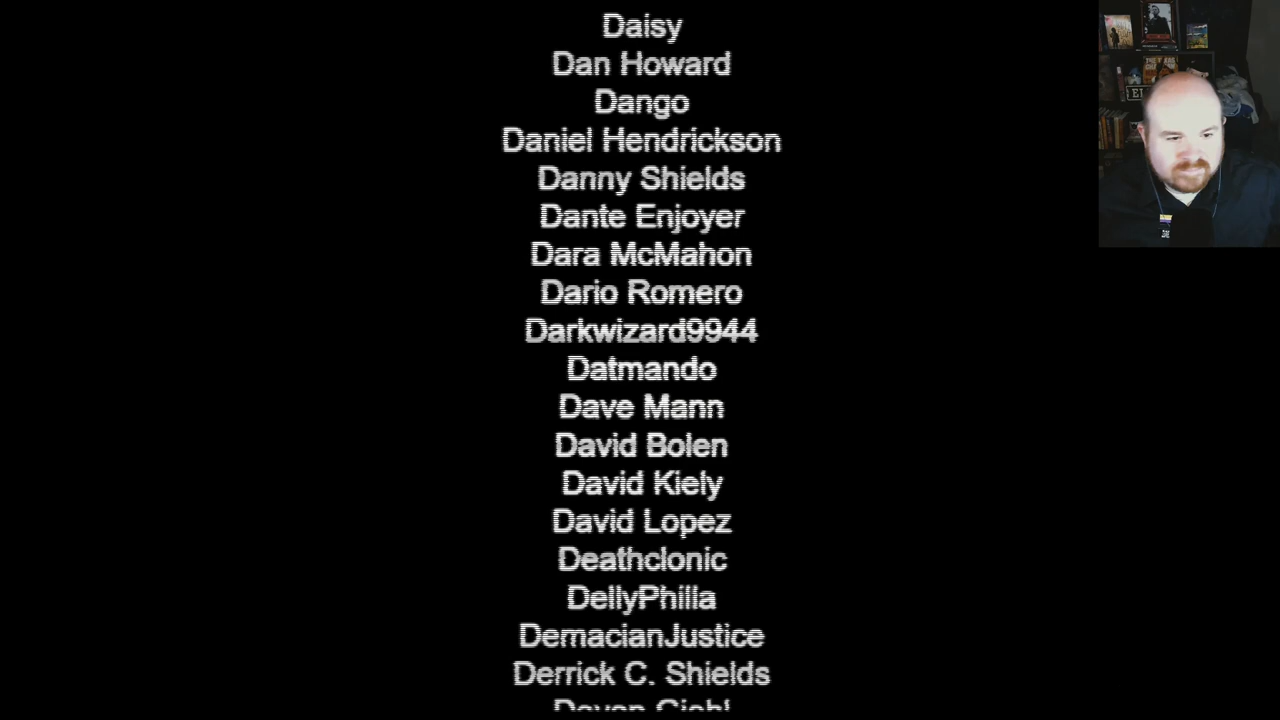 Daisy
Dan Howard
Dango
Daniel Hendrickson
Danny Shields
Dante Enjoyer
Dara McMahon
Dario Romero
Darkwizard9944
Datmando
Dave Mann
David Bolen
David Kiely
David Lopez
Deathclonic
DellyPhilla
DemacianJustice
Derrick C. Shields